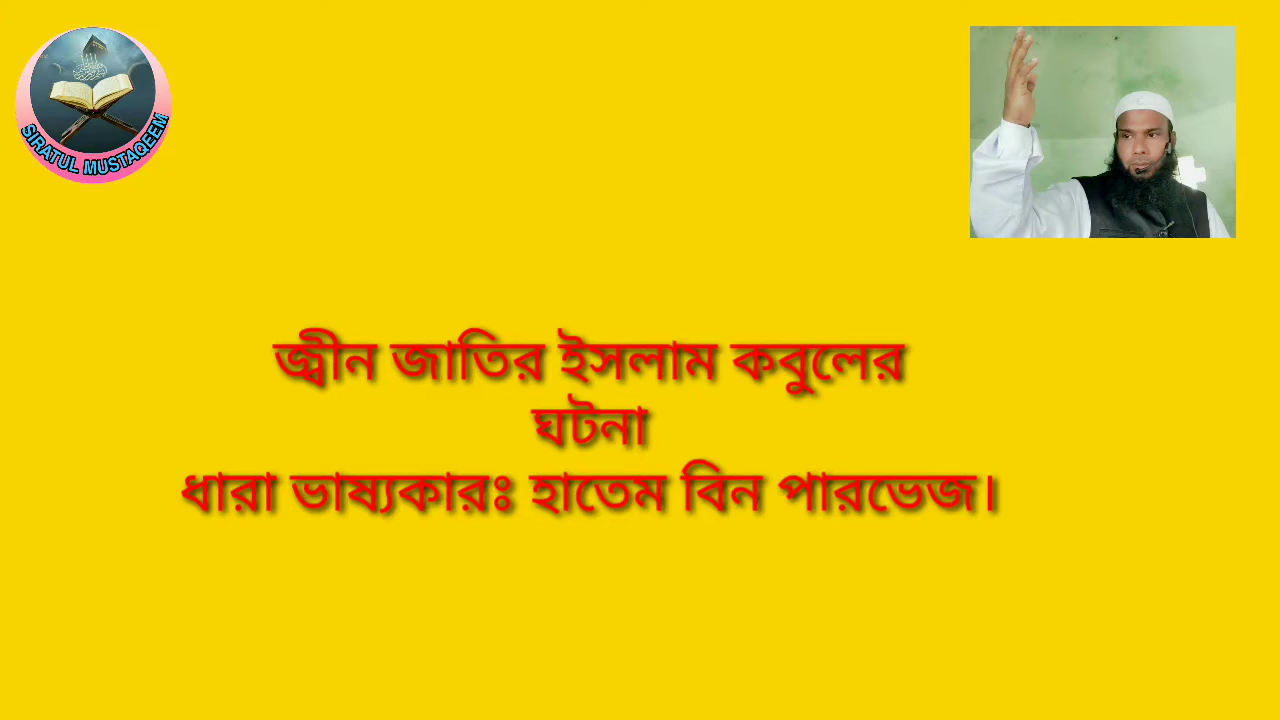 SIRATUL MUSTAQEEM
জ্বীন জাতির ইসলাম কবুলের
ঘটনা
ধারা ভাষ্যকারঃ হাতেম বিন পারভেজ।